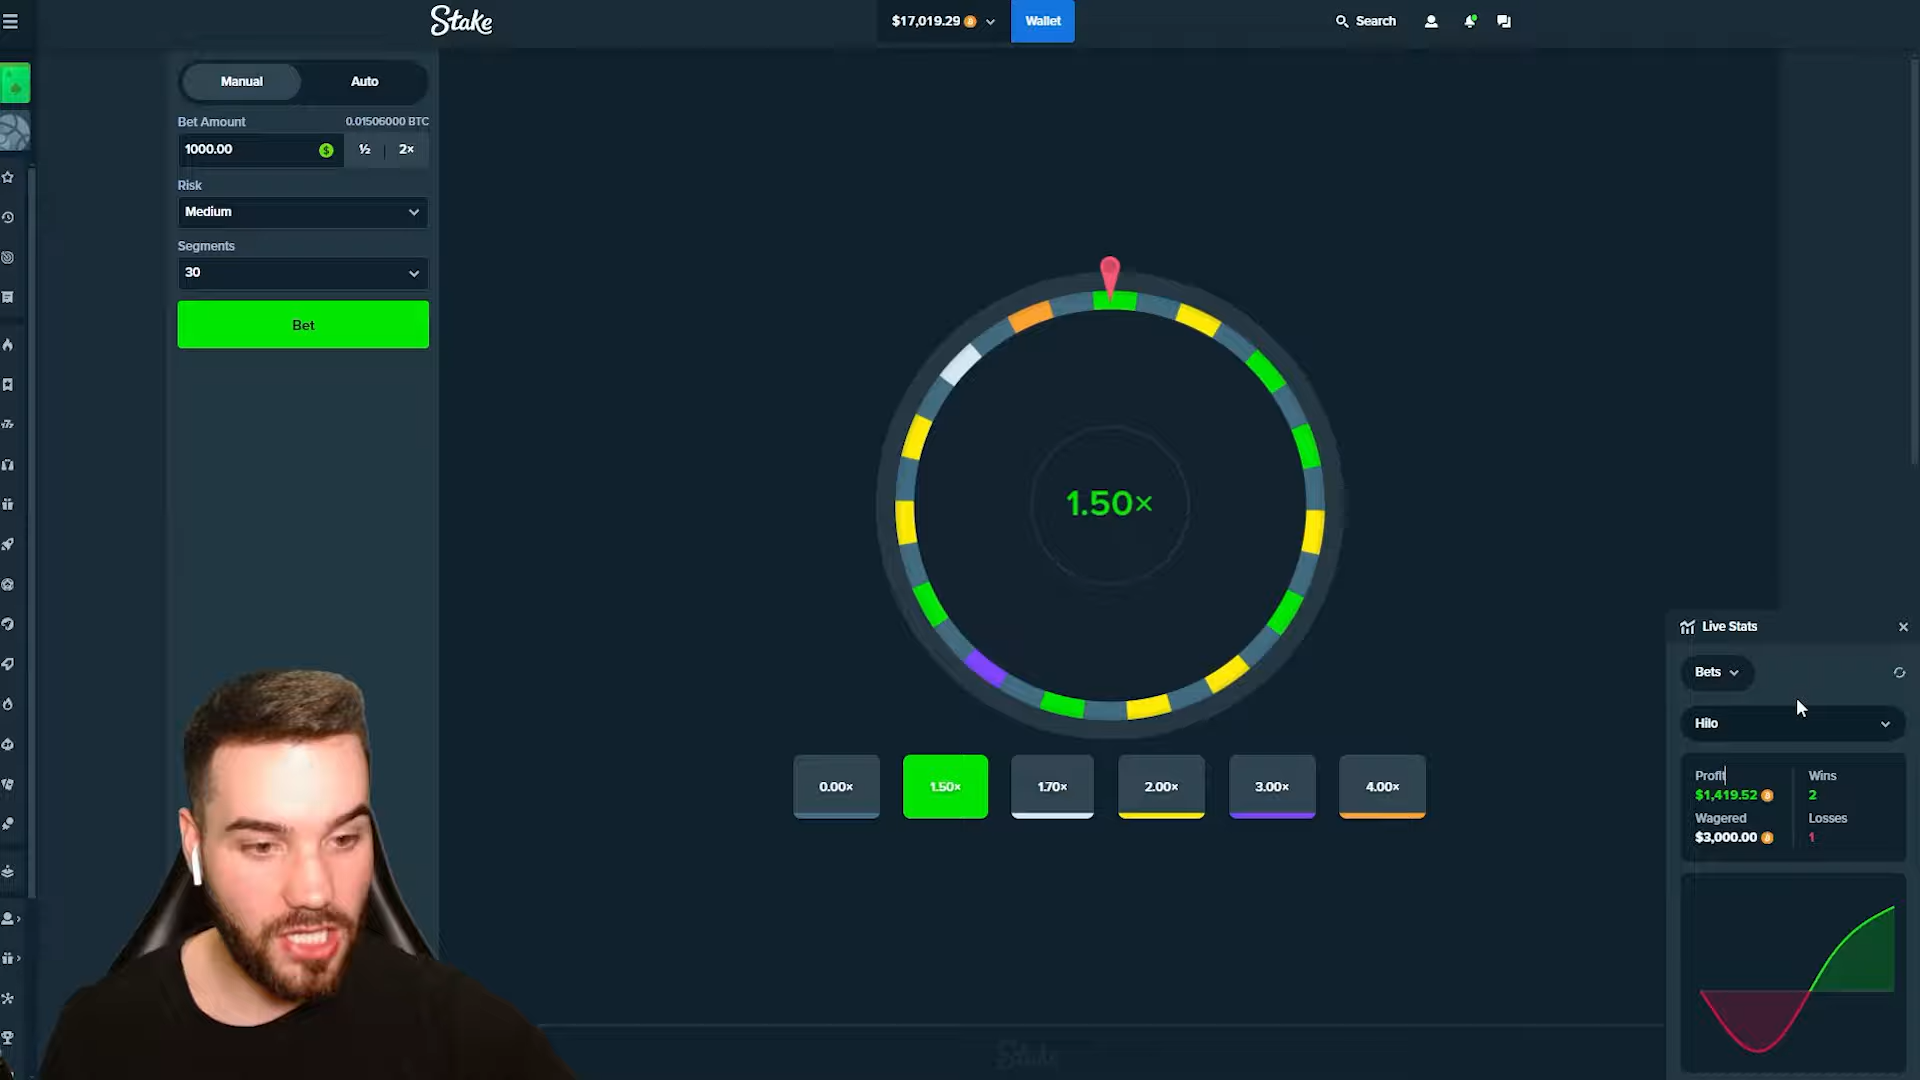 Stake
$17,019.29
Wallet
Search
Manual
Auto
Bet Amount
0.01506000 BTC
1000.00
½
2×
Risk
Medium
Segments
30
Bet
1.50×
0.00×
1.50×
1.70×
2.00×
3.00×
4.00×
Live Stats
Bets
Hilo
Profit
Wins
$1,419.52
2
Wagered
Losses
$3,000.00
1
Stake